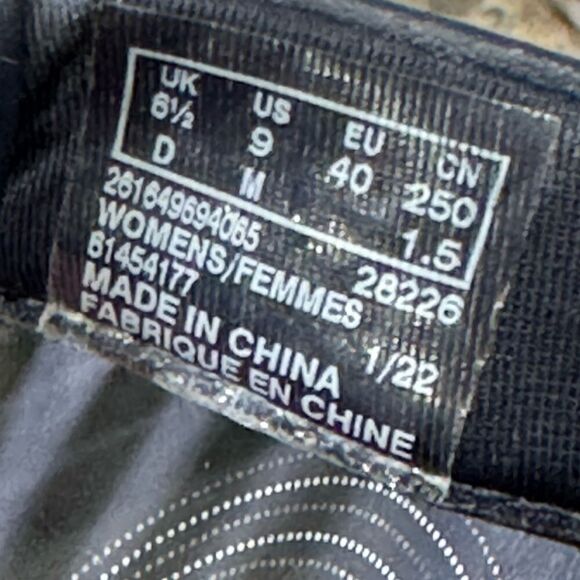 UK US EU CN
6½ 9 40 250
D M 1.5
261649694065 28226
WOMENS/FEMMES
61454177 1/22
MADE IN CHINA
FABRIQUE EN CHINE